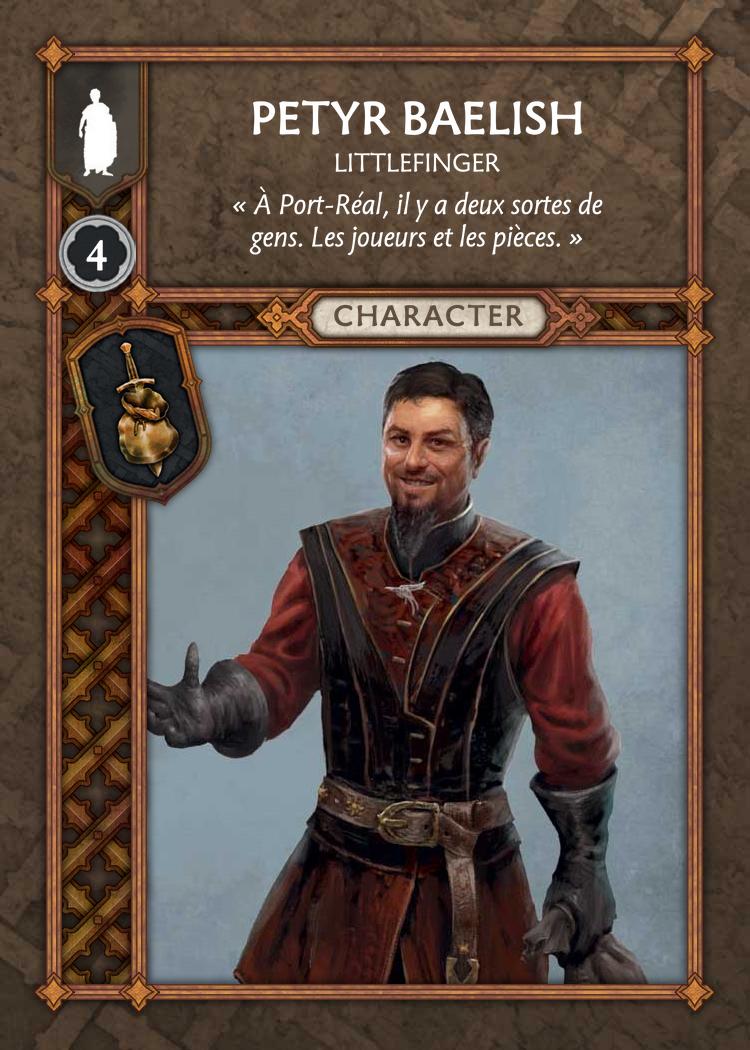 PETYR BAELISH
LITTLEFINGER
« À Port-Réal, il y a deux sortes de
gens. Les joueurs et les pièces. »
4
CHARACTER